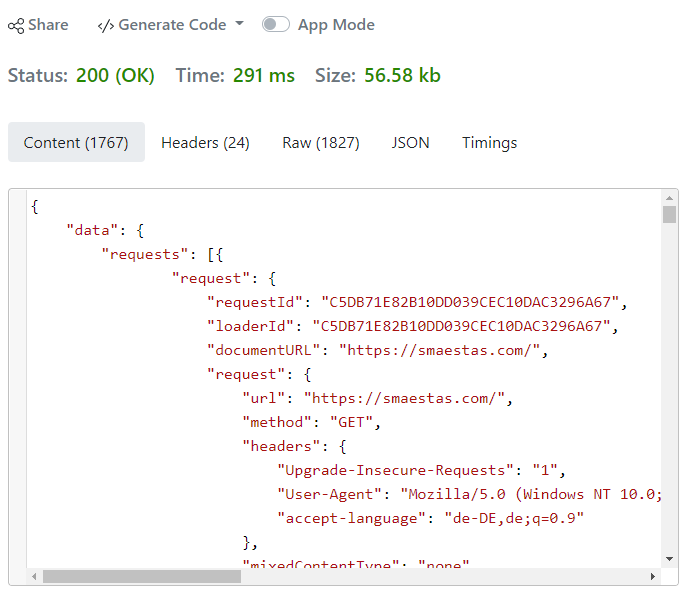 Share </> Generate Code App Mode
Status: 200 (OK) Time: 291 ms Size: 56.58 kb
Content (1767) Headers (24) Raw (1827) JSON Timings
{
"data": {
"requests": [{
"request": {
"requestId": "C5DB71E82B10DD039CEC10DAC3296A67",
"loaderId": "C5DB71E82B10DD039CEC10DAC3296A67",
"documentURL": "https://smaestas.com/",
"request": {
"url": "https://smaestas.com/",
"method": "GET",
"headers": {
"Upgrade-Insecure-Requests": "1",
"User-Agent": "Mozilla/5.0 (Windows NT 10.0;
"accept-language": "de-DE,de;q=0.9"
},
"mixedContentType": "none"